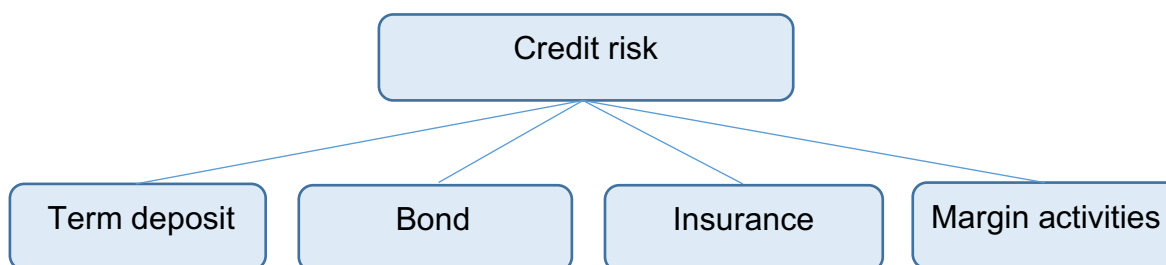 Credit risk
Term deposit
Bond
Insurance
Margin activities